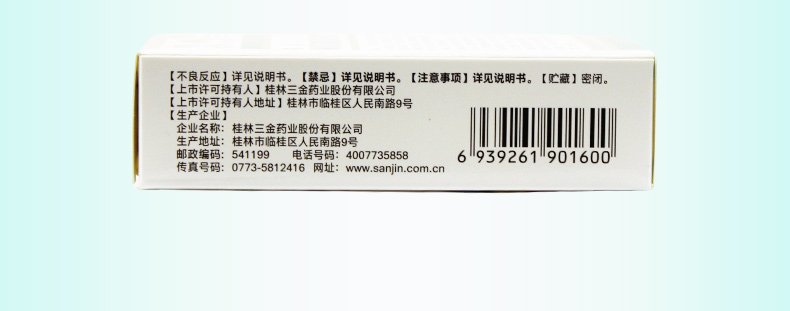 【不良反应】详见说明书。【禁忌】详见说明书。【注意事项】详见说明书。【贮藏】密闭。
【上市许可持有人】桂林三金药业股份有限公司
【上市许可持有人地址】桂林市临桂区人民南路9号
【生产企业】
企业名称：桂林三金药业股份有限公司
生产地址：桂林市临桂区人民南路9号
邮政编码：541199 电话号码：4007735858
传真号码：0773-5812416 网址：www.sanjin.com.cn
6 939261 901600